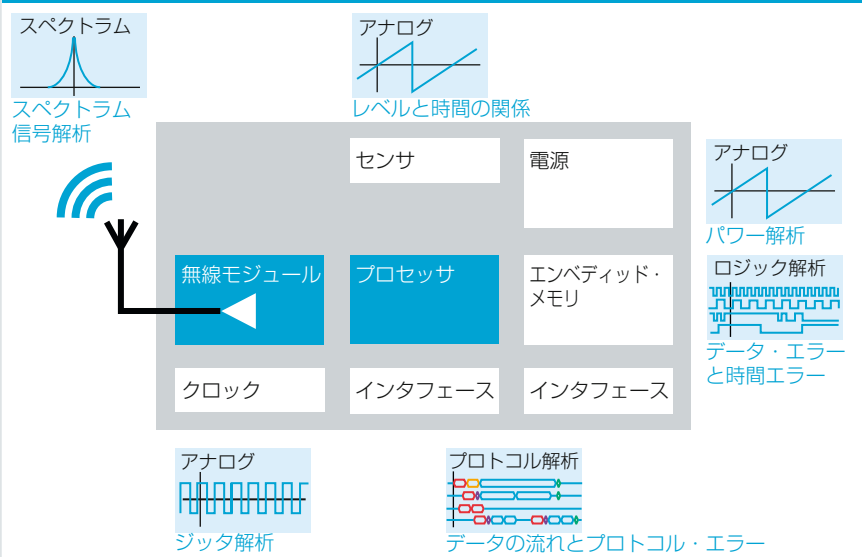 スペクトラム
スペクトラム
信号解析
アナログ
レベルと時間の関係
センサ
電源
アナログ
パワー解析
無線モジュール
プロセッサ
エンベディッド・
メモリ
ロジック解析
データ・エラー
と時間エラー
クロック
インタフェース
インタフェース
アナログ
ジッタ解析
プロトコル解析
データの流れとプロトコル・エラー